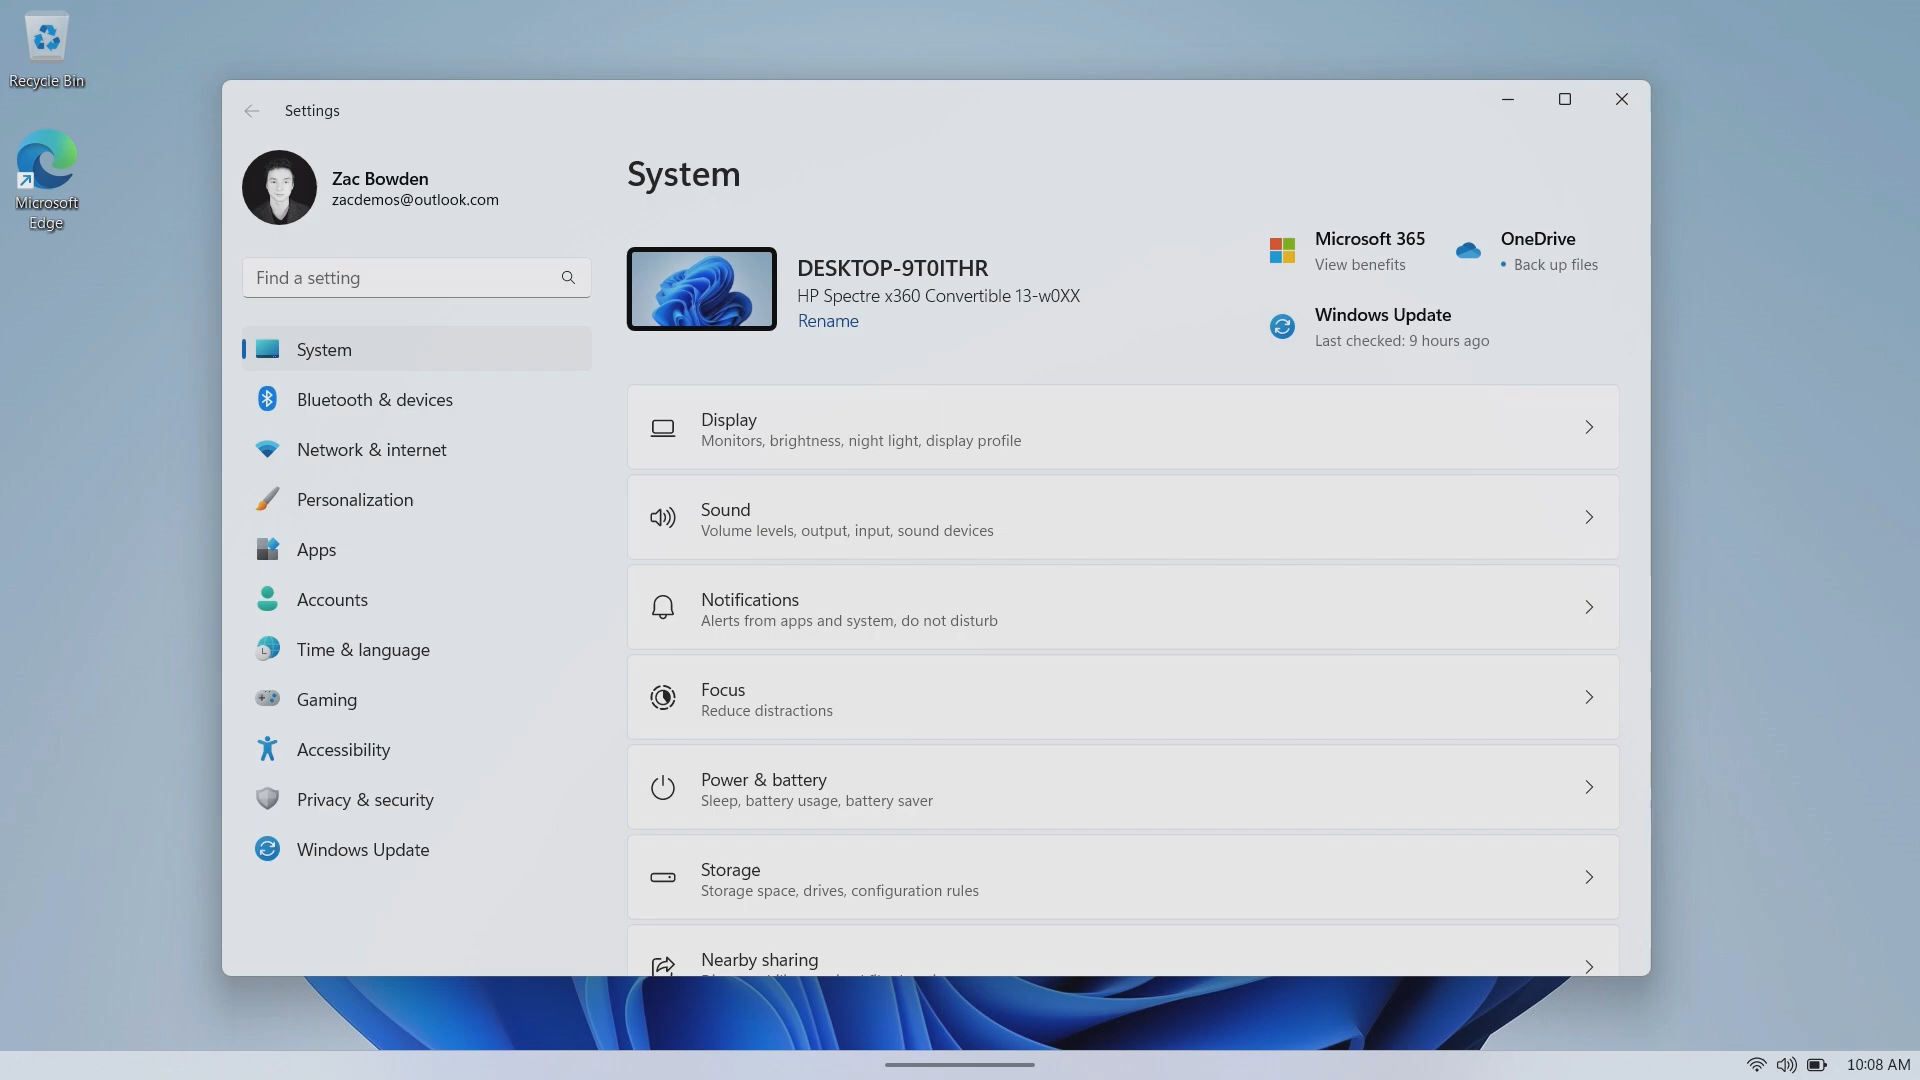 Recycle Bin
Microsoft
Edge
Settings
Zac Bowden
zacdemos@outlook.com
Find a setting
System
Bluetooth & devices
Network & internet
Personalization
Apps
Accounts
Time & language
Gaming
Accessibility
Privacy & security
Windows Update
System
DESKTOP-9T0ITHR
HP Spectre x360 Convertible 13-w0XX
Rename
Microsoft 365
View benefits
OneDrive
• Back up files
Windows Update
Last checked: 9 hours ago
Display
Monitors, brightness, night light, display profile
Sound
Volume levels, output, input, sound devices
Notifications
Alerts from apps and system, do not disturb
Focus
Reduce distractions
Power & battery
Sleep, battery usage, battery saver
Storage
Storage space, drives, configuration rules
Nearby sharing
10:08 AM